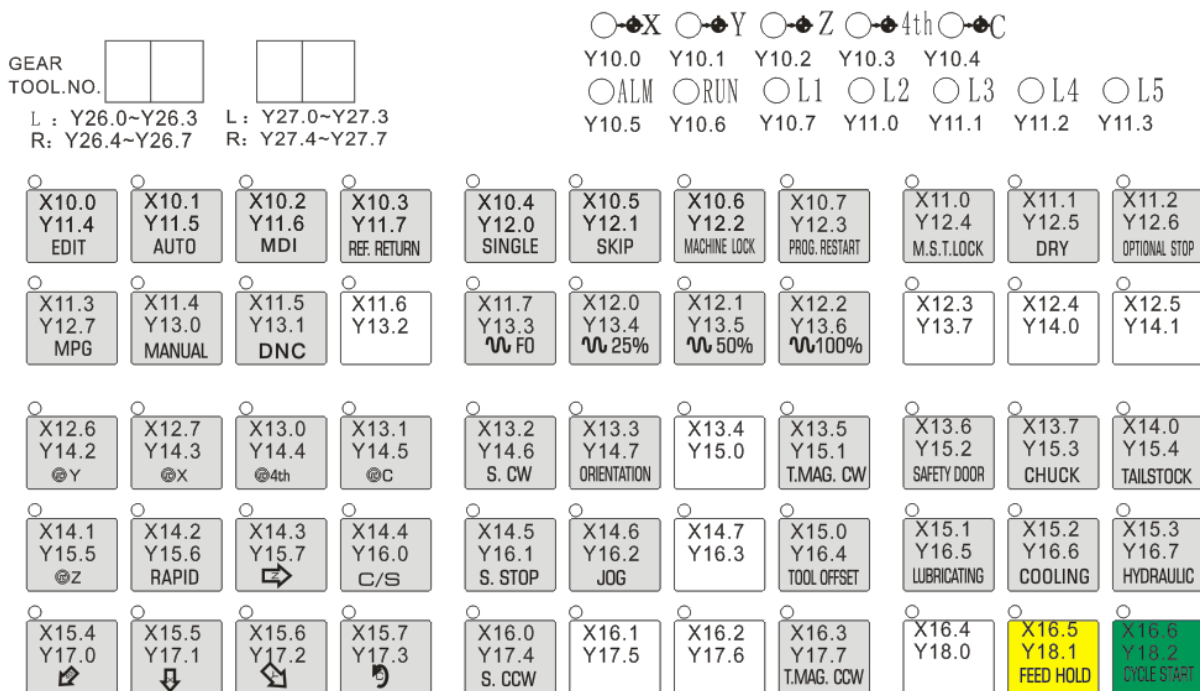 X Y Z 4th C
Y10.0 Y10.1 Y10.2 Y10.3 Y10.4
GEAR
TOOL.NO.
ALM RUN L1 L2 L3 L4 L5
L : Y26.0~Y26.3 L : Y27.0~Y27.3
R: Y26.4~Y26.7 R: Y27.4~Y27.7
Y10.5 Y10.6 Y10.7 Y11.0 Y11.1 Y11.2 Y11.3
X10.0 X10.1 X10.2 X10.3 X10.4 X10.5 X10.6 X10.7 X11.0 X11.1 X11.2
Y11.4 Y11.5 Y11.6 Y11.7 Y12.0 Y12.1 Y12.2 Y12.3 Y12.4 Y12.5 Y12.6
EDIT AUTO MDI REF. RETURN SINGLE SKIP MACHINE LOCK PROG. RESTART M.S.T.LOCK DRY OPTIONAL STOP
X11.3 X11.4 X11.5 X11.6 X11.7 X12.0 X12.1 X12.2 X12.3 X12.4 X12.5
Y12.7 Y13.0 Y13.1 Y13.2 Y13.3 Y13.4 Y13.5 Y13.6 Y13.7 Y14.0 Y14.1
MPG MANUAL DNC F0 25% 50% 100%
X12.6 X12.7 X13.0 X13.1 X13.2 X13.3 X13.4 X13.5 X13.6 X13.7 X14.0
Y14.2 Y14.3 Y14.4 Y14.5 Y14.6 Y14.7 Y15.0 Y15.1 Y15.2 Y15.3 Y15.4
@Y @X @4th @C S. CW ORIENTATION T.MAG. CW SAFETY DOOR CHUCK TAILSTOCK
X14.1 X14.2 X14.3 X14.4 X14.5 X14.6 X14.7 X15.0 X15.1 X15.2 X15.3
Y15.5 Y15.6 Y15.7 Y16.0 Y16.1 Y16.2 Y16.3 Y16.4 Y16.5 Y16.6 Y16.7
@Z RAPID Z C/S S. STOP JOG TOOL OFFSET LUBRICATING COOLING HYDRAULIC
X15.4 X15.5 X15.6 X15.7 X16.0 X16.1 X16.2 X16.3 X16.4 X16.5 X16.6
Y17.0 Y17.1 Y17.2 Y17.3 Y17.4 Y17.5 Y17.6 Y17.7 Y18.0 Y18.1 Y18.2
S. CCW T.MAG. CCW FEED HOLD CYCLE START